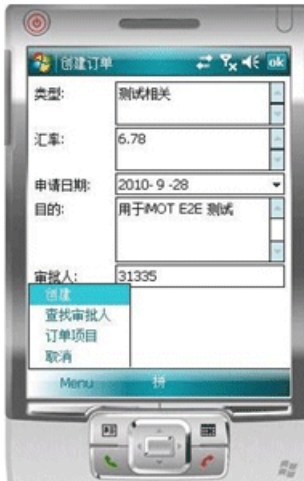 创建订单
ok
类型: 测试相关
汇率: 6.78
申请日期: 2010- 9 -28
目的: 用于iMOT E2E 测试
审批人: 31335
创建
查找审批人
订单项目
取消
Menu 拼